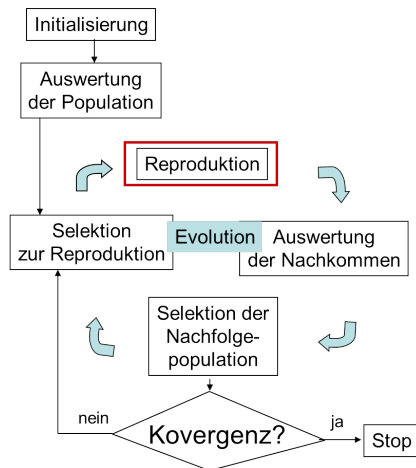 Initialisierung
Auswertung
der Population
Reproduktion
Selektion
zur Reproduktion
Evolution
Auswertung
der Nachkommen
Selektion der
Nachfolge-
population
nein
Kovergenz?
ja
Stop